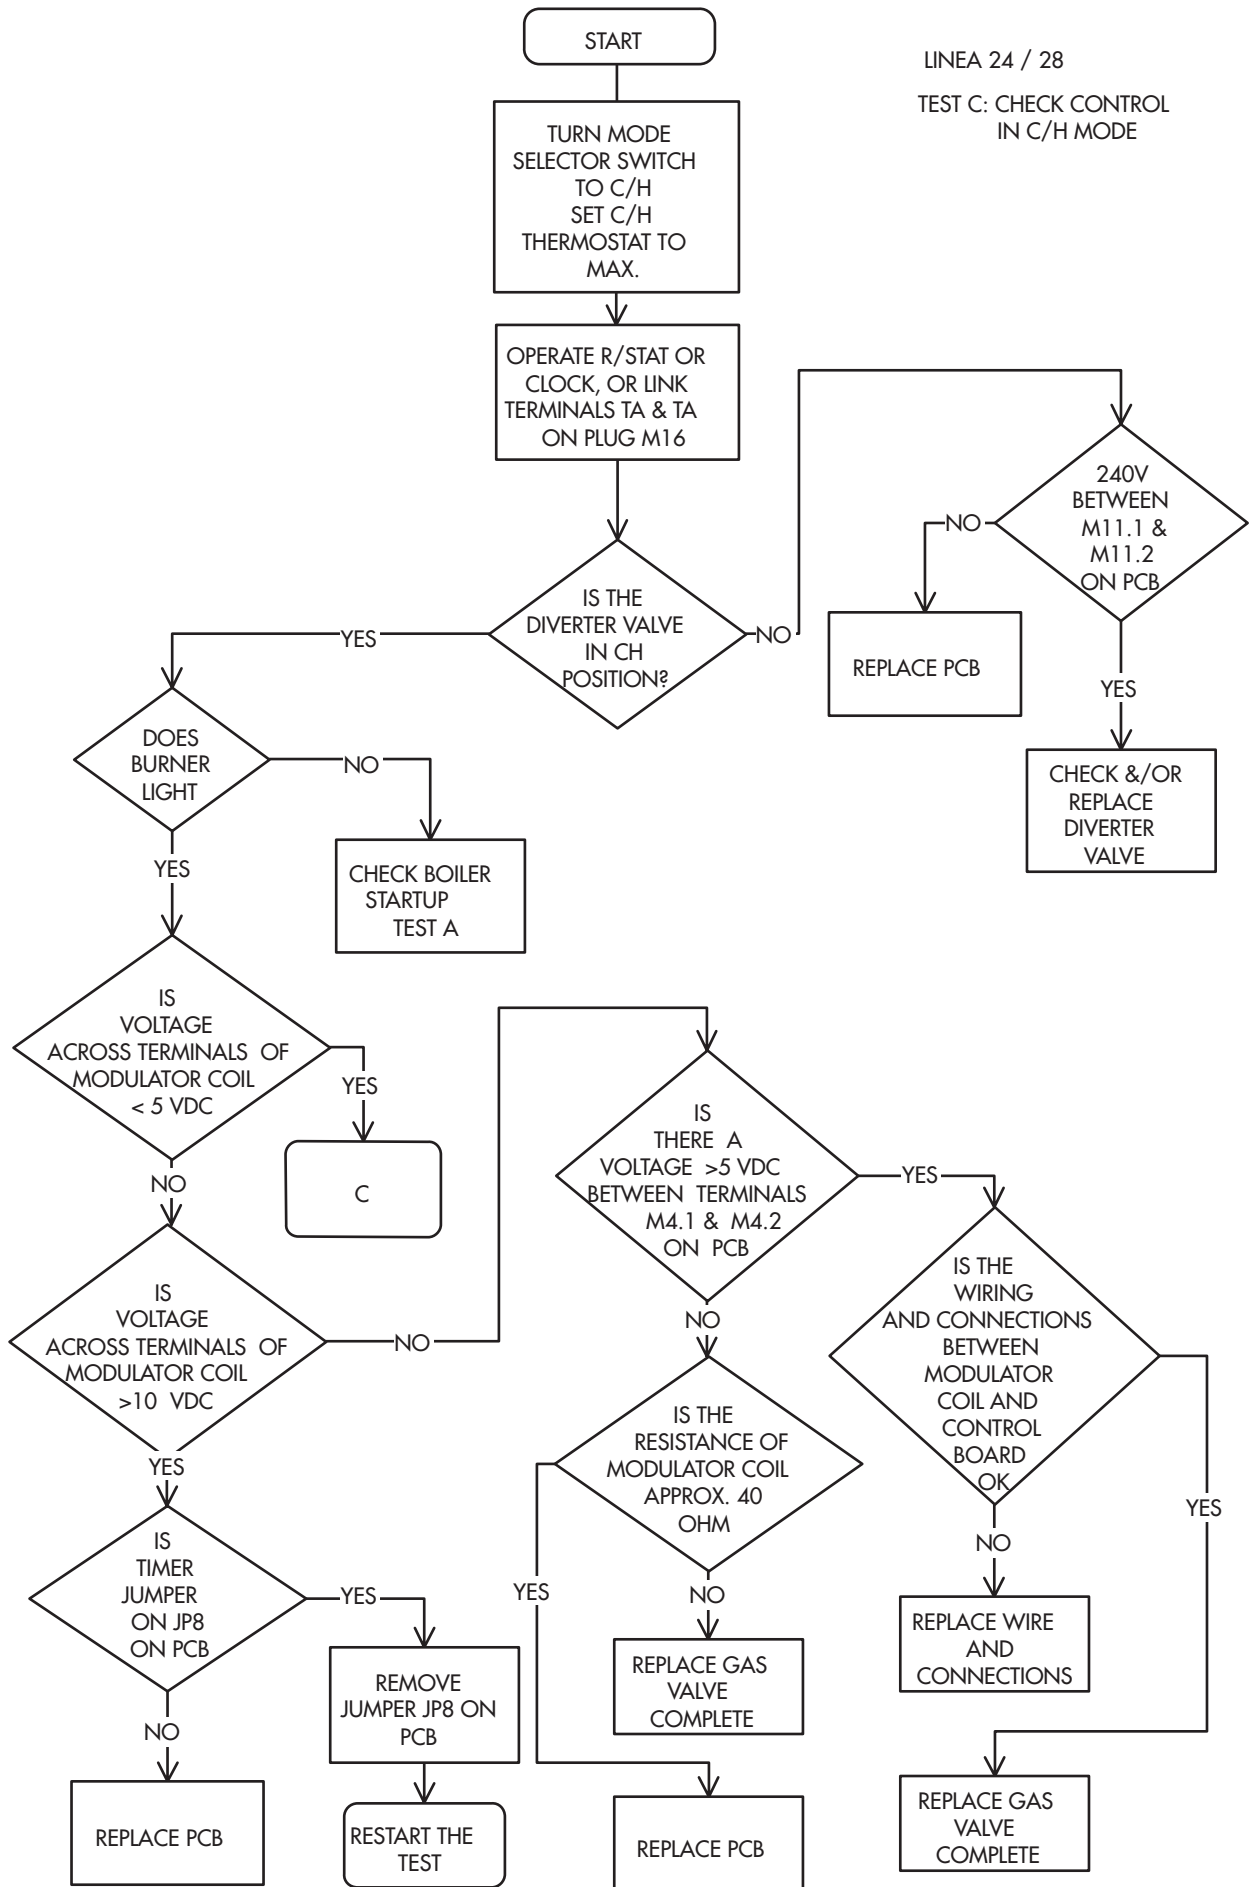 START
LINEA 24 / 28
TEST C: CHECK CONTROL
IN C/H MODE
TURN MODE
SELECTOR SWITCH
TO C/H
SET C/H
THERMOSTAT TO
MAX.
OPERATE R/STAT OR
CLOCK, OR LINK
TERMINALS TA & TA
ON PLUG M16
240V
BETWEEN
M11.1 &
M11.2
ON PCB
NO
IS THE
DIVERTER VALVE
IN CH
POSITION?
YES
NO
REPLACE PCB
YES
CHECK &/OR
REPLACE
DIVERTER
VALVE
DOES
BURNER
LIGHT
NO
YES
CHECK BOILER
STARTUP
TEST A
IS
VOLTAGE
ACROSS TERMINALS OF
MODULATOR COIL
< 5 VDC
YES
C
NO
IS
THERE A
VOLTAGE >5 VDC
BETWEEN TERMINALS
M4.1 & M4.2
ON PCB
YES
NO
IS
VOLTAGE
ACROSS TERMINALS OF
MODULATOR COIL
>10 VDC
NO
YES
IS THE
WIRING
AND CONNECTIONS
BETWEEN
MODULATOR
COIL AND
CONTROL
BOARD
OK
YES
NO
IS THE
RESISTANCE OF
MODULATOR COIL
APPROX. 40
OHM
YES
NO
IS
TIMER
JUMPER
ON JP8
ON PCB
YES
NO
REMOVE
JUMPER JP8 ON
PCB
REPLACE GAS
VALVE
COMPLETE
REPLACE WIRE
AND
CONNECTIONS
REPLACE PCB
RESTART THE
TEST
REPLACE PCB
REPLACE GAS
VALVE
COMPLETE